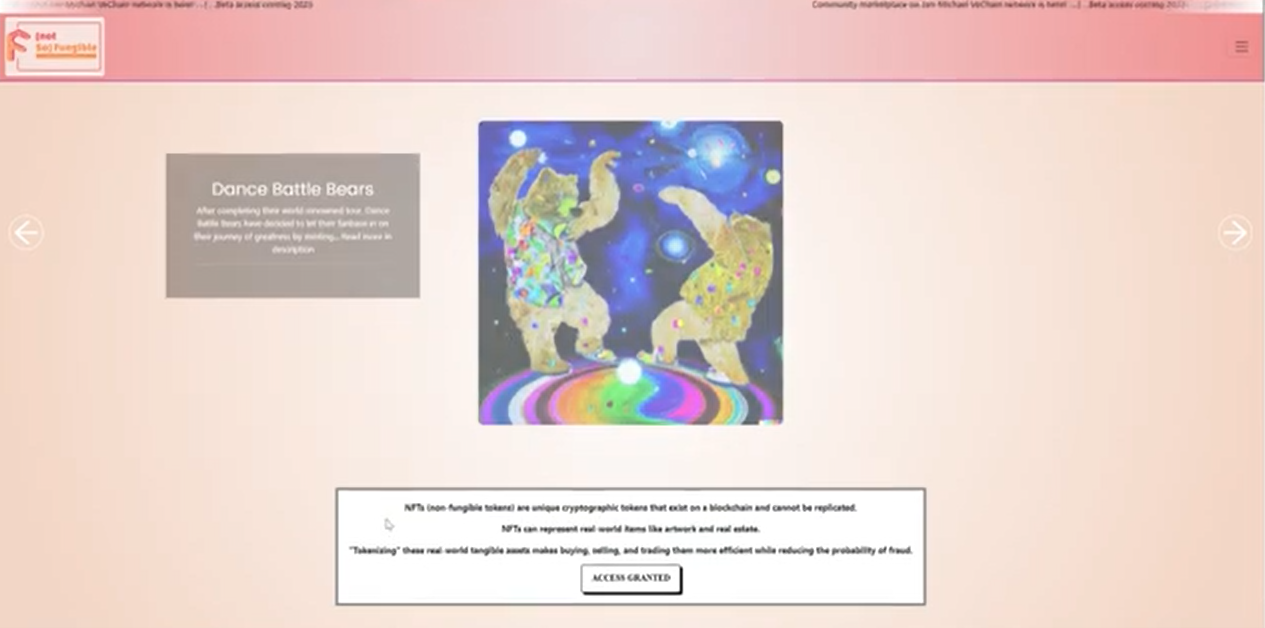 network is here! ...[ ...Beta access coming 2023
Community marketplace on Jan-Michael VeChain network is here! ...[ ...Beta access coming 2023
(not
So) Fungible
Dance Battle Bears
After completing their world renowned tour, Dance
Battle Bears have decided to let their fanbase in on
their journey of greatness by minting... Read more in
description
NFTs (non-fungible tokens) are unique cryptographic tokens that exist on a blockchain and cannot be replicated.
NFTs can represent real-world items like artwork and real estate.
"Tokenizing" these real-world tangible assets makes buying, selling, and trading them more efficient while reducing the probability of fraud.
ACCESS GRANTED